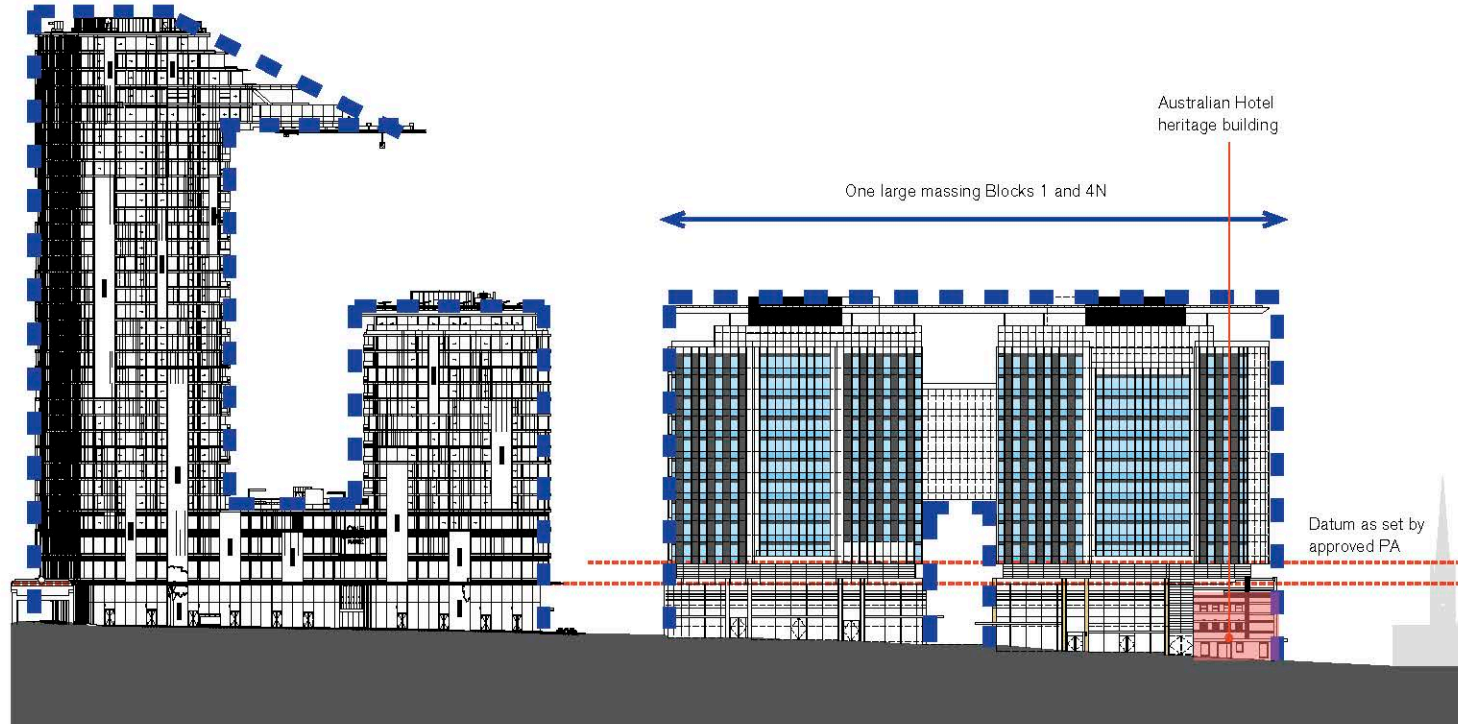 Australian Hotel
heritage building
One large massing Blocks 1 and 4N
Datum as set by
approved PA